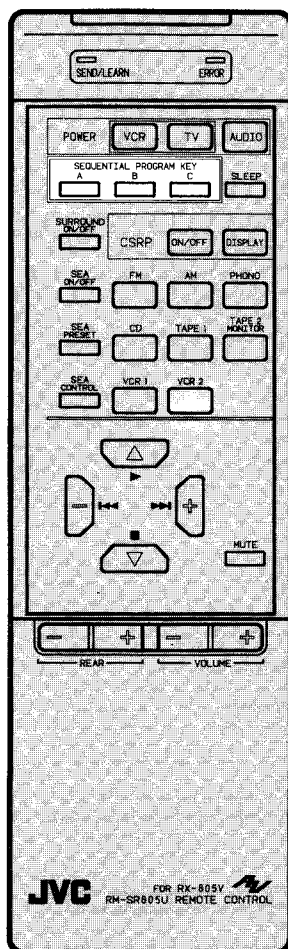 SEND/LEARN ERROR
POWER VCR TV AUDIO
SEQUENTIAL PROGRAM KEY
A B C SLEEP
SURROUND
ON/OFF
CSRP ON/OFF DISPLAY
SEA
ON/OFF
FM AM PHONO
SEA
PRESET
CD TAPE 1 TAPE 2
MONITOR
SEA
CONTROL
VCR 1 VCR 2
MUTE
REAR VOLUME
JVC
FOR RX-805V AV
RM-SR805U REMOTE CONTROL